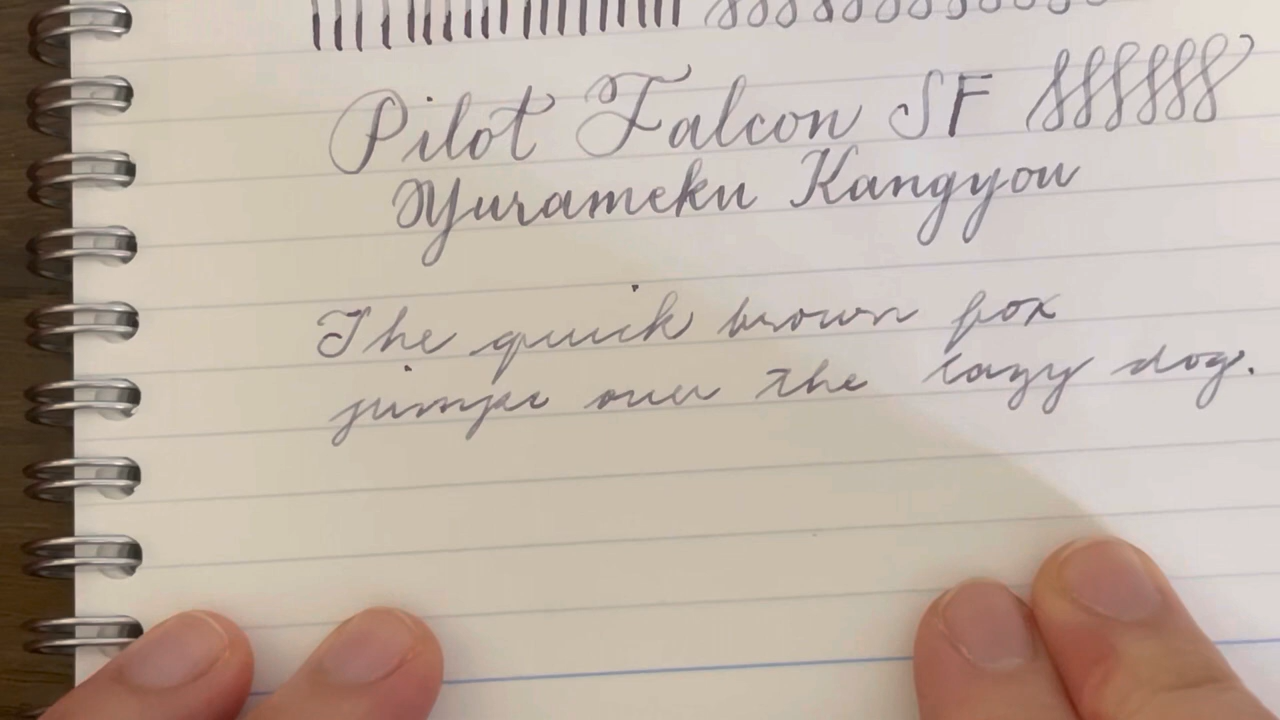 Pilot Falcon SF
Yurameku Kangyou
The quick brown fox
jumps over the lazy dog.